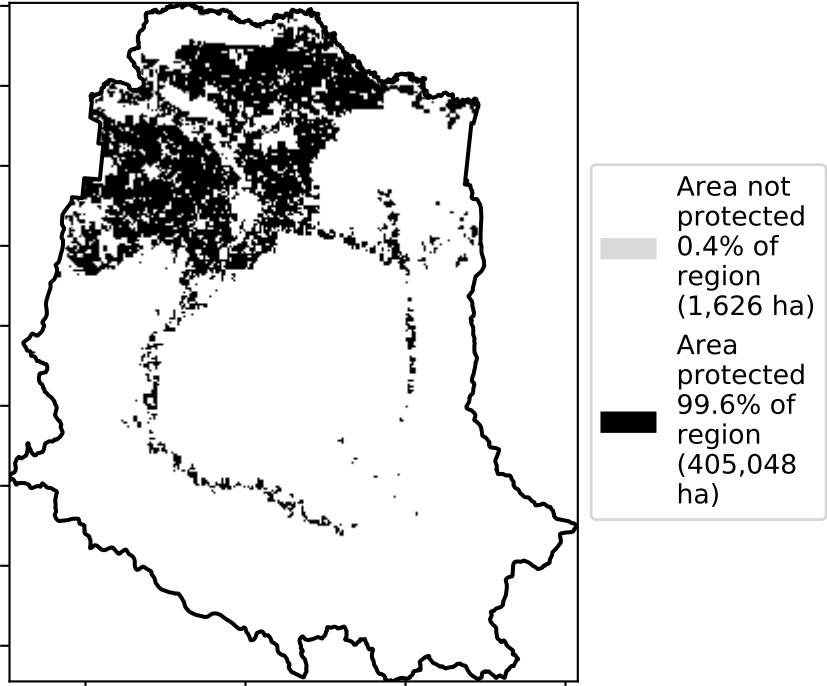 Area not
protected
0.4% of
region
(1,626 ha)
Area
protected
99.6% of
region
(405,048
ha)